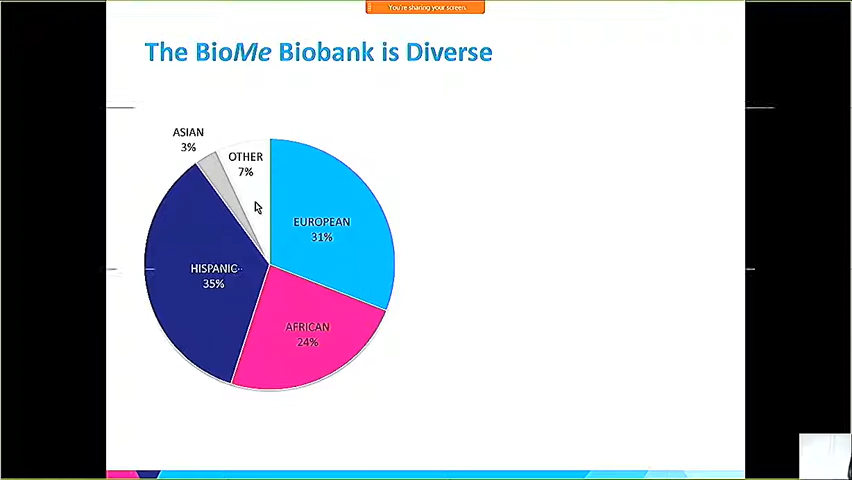 You're sharing your screen.
The BioMe Biobank is Diverse
ASIAN
3%
OTHER
7%
EUROPEAN
31%
HISPANIC
35%
AFRICAN
24%